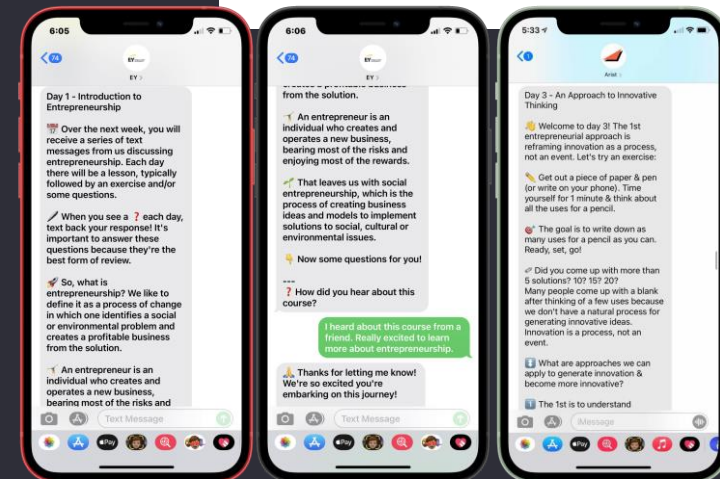 6:05
74
EY
EY
Day 1 - Introduction to
Entrepreneurship
Over the next week, you will
receive a series of text
messages from us discussing
entrepreneurship. Each day
there will be a lesson, typically
followed by an exercise and/or
some questions.
When you see a ❓ each day,
text back your response! It's
important to answer these
questions because they're the
best form of review.
So, what is
entrepreneurship? We like to
define it as a process of change
in which one identifies a social
or environmental problem and
creates a profitable business
from the solution.
An entrepreneur is an
individual who creates and
operates a new business,
bearing most of the risks and
Text Message
Pay
6:06
74
EY
EY
creates a profitable business
from the solution.
An entrepreneur is an
individual who creates and
operates a new business,
bearing most of the risks and
enjoying most of the rewards.
That leaves us with social
entrepreneurship, which is the
process of creating business
ideas and models to implement
solutions to social, cultural or
environmental issues.
Now some questions for you!
---
❓ How did you hear about this
course?
I heard about this course from a
friend. Really excited to learn
more about entrepreneurship.
Thanks for letting me know!
We're so excited you're
embarking on this journey!
Text Message
Pay
5:33
1
Ariel
Day 3 - An Approach to Innovative
Thinking
Welcome to day 3! The 1st
entrepreneurial approach is
reframing innovation as a process,
not an event. Let's try an exercise:
Get out a piece of paper & pen
(or write on your phone). Time
yourself for 1 minute & think about
all the uses for a pencil.
The goal is to write down as
many uses for a pencil as you can.
Ready, set, go!
Did you come up with more than
5 solutions? 10? 15? 20?
Many people come up with a blank
after thinking of a few uses because
we don't have a natural process for
generating innovative ideas.
Innovation is a process, not an
event.
What are approaches we can
apply to generate innovation &
become more innovative?
1 The 1st is to understand
iMessage
Pay